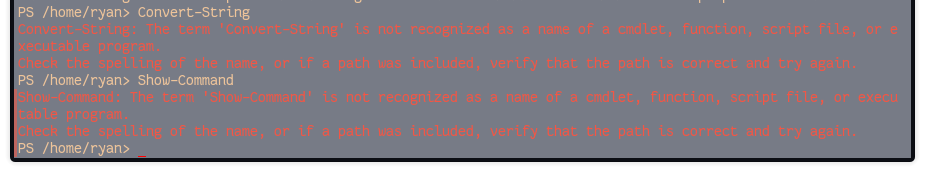 PS /home/ryan> Convert-String
Convert-String: The term 'Convert-String' is not recognized as a name of a cmdlet, function, script file, or e
xecutable program.
Check the spelling of the name, or if a path was included, verify that the path is correct and try again.
PS /home/ryan> Show-Command
Show-Command: The term 'Show-Command' is not recognized as a name of a cmdlet, function, script file, or execu
table program.
Check the spelling of the name, or if a path was included, verify that the path is correct and try again.
PS /home/ryan> _